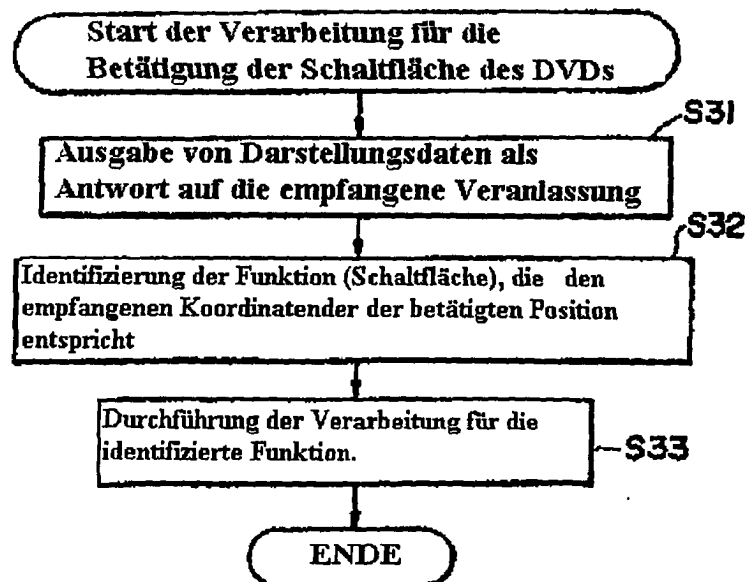 Start der Verarbeitung für die
Betätigung der Schaltfläche des DVDs
S31
Ausgabe von Darstellungsdaten als
Antwort auf die empfangene Veranlassung
S32
Identifizierung der Funktion (Schaltfläche), die den
empfangenen Koordinatender der betätigten Position
entspricht
Durchführung der Verarbeitung für die
identifizierte Funktion.
S33
ENDE